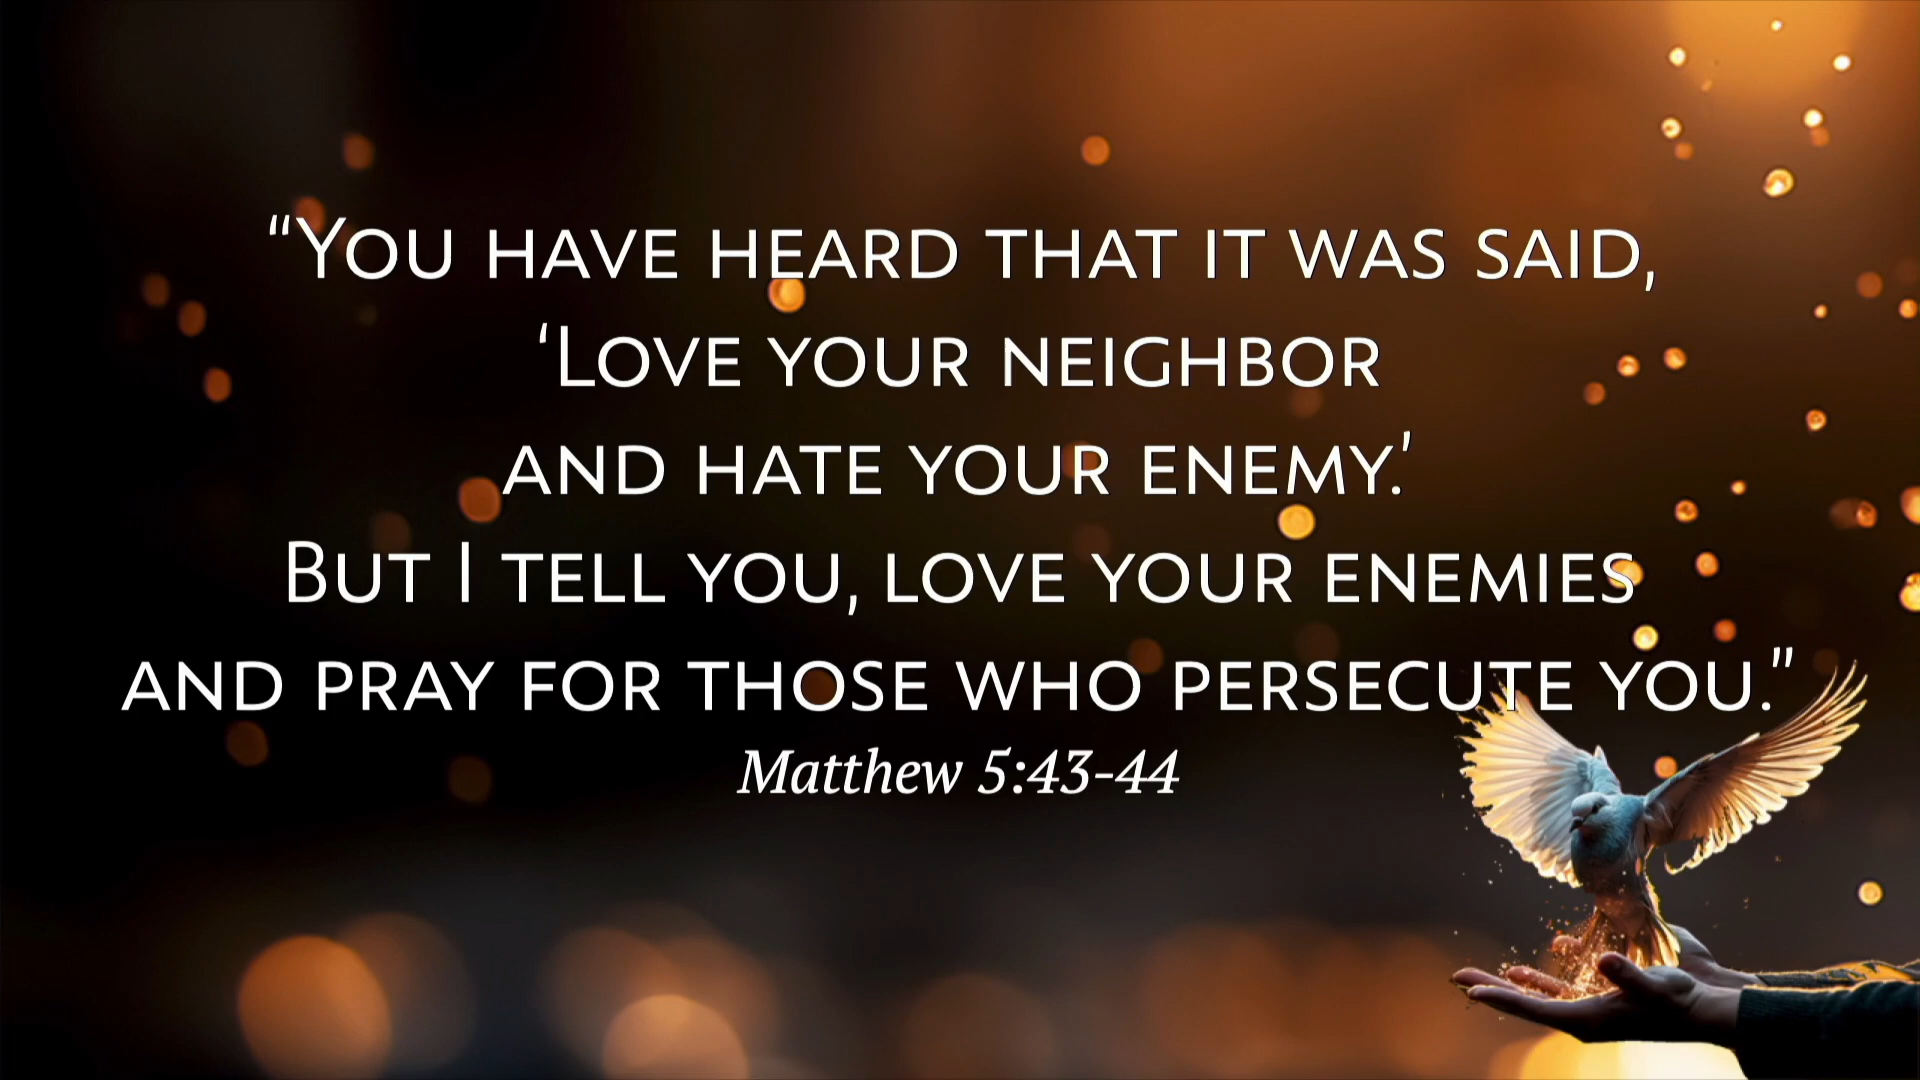 “You have heard that it was said,
‘Love your neighbor
and hate your enemy.’
But I tell you, love your enemies
and pray for those who persecute you.”
Matthew 5:43-44